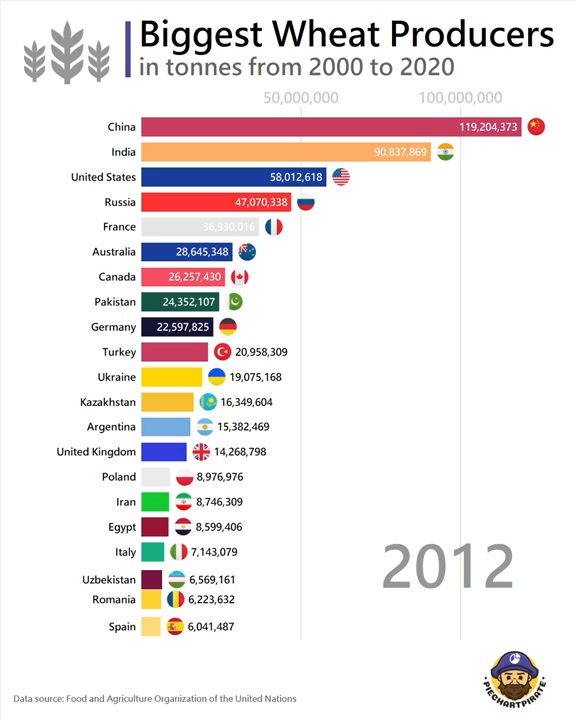 Biggest Wheat Producers
in tonnes from 2000 to 2020
50,000,000 100,000,000
China 119,204,373
India 90,837,869
United States 58,012,618
Russia 47,070,338
France 36,930,016
Australia 28,645,348
Canada 26,257,430
Pakistan 24,352,107
Germany 22,597,825
Turkey 20,958,309
Ukraine 19,075,168
Kazakhstan 16,349,604
Argentina 15,382,469
United Kingdom 14,268,798
Poland 8,976,976
Iran 8,746,309
Egypt 8,599,406
Italy 7,143,079
Uzbekistan 6,569,161
Romania 6,223,632
Spain 6,041,487
2012
Data source: Food and Agriculture Organization of the United Nations
PIECHARTPIRATE